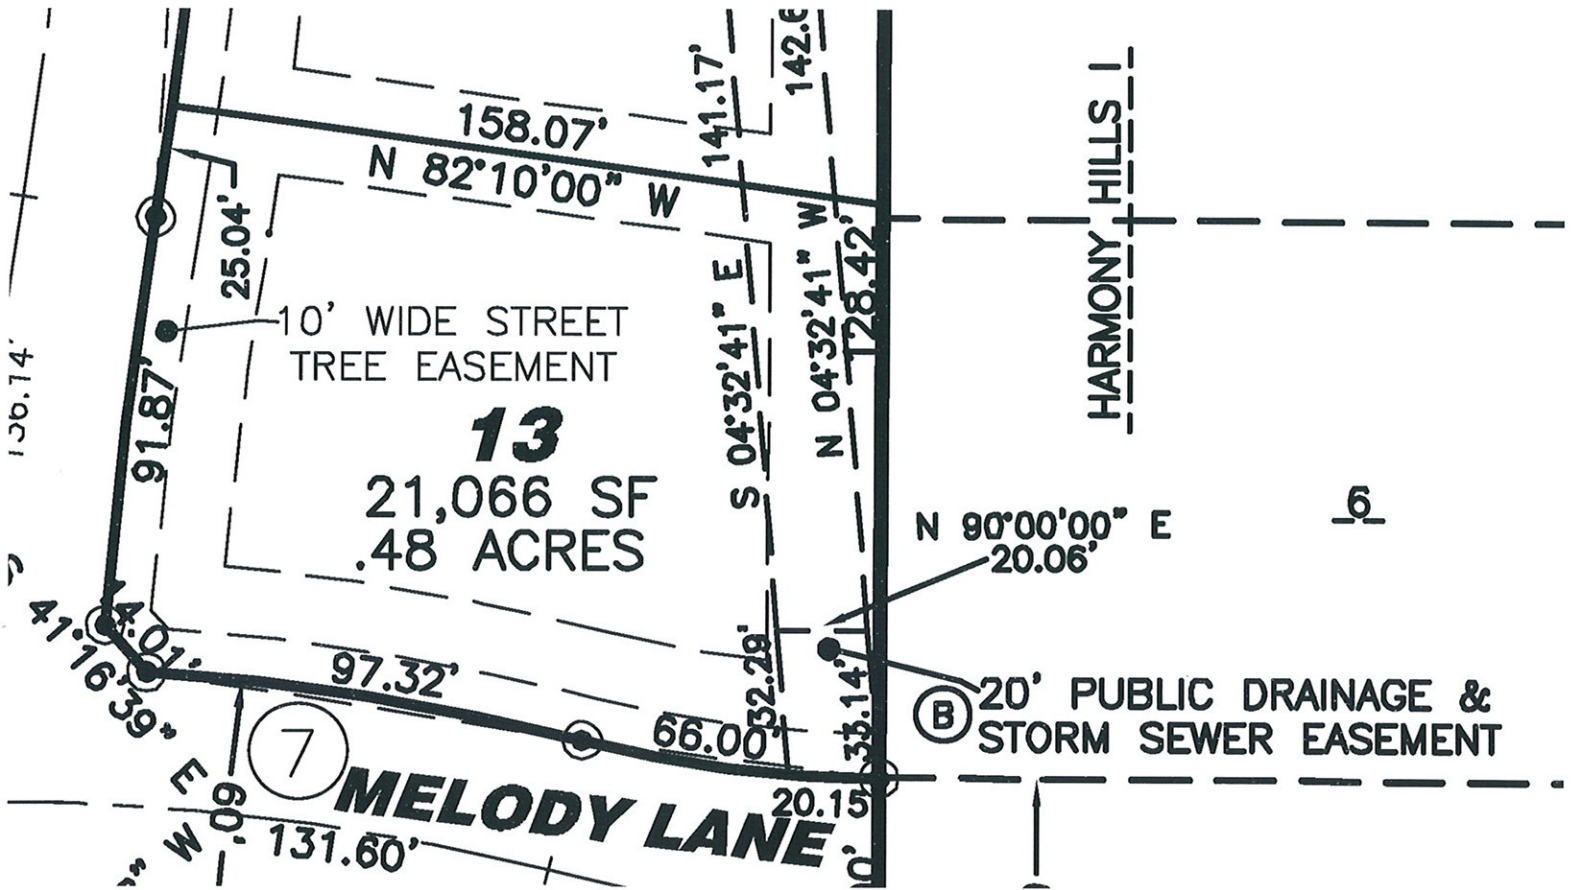 141.17'
158.07'
N 82°10'00" W
25.04'
10' WIDE STREET
TREE EASEMENT
91.87'
13
21,066 SF
.48 ACRES
S 04°32'41" E
N 04°32'41" W
128.42'
HARMONY HILLS I
6
N 90°00'00" E
20.06'
14.01'
41°16'39" E
97.32'
66.00'
32.29'
33.14'
B
20' PUBLIC DRAINAGE &
STORM SEWER EASEMENT
20.15'
7
MELODY LANE
60'
131.60'
W